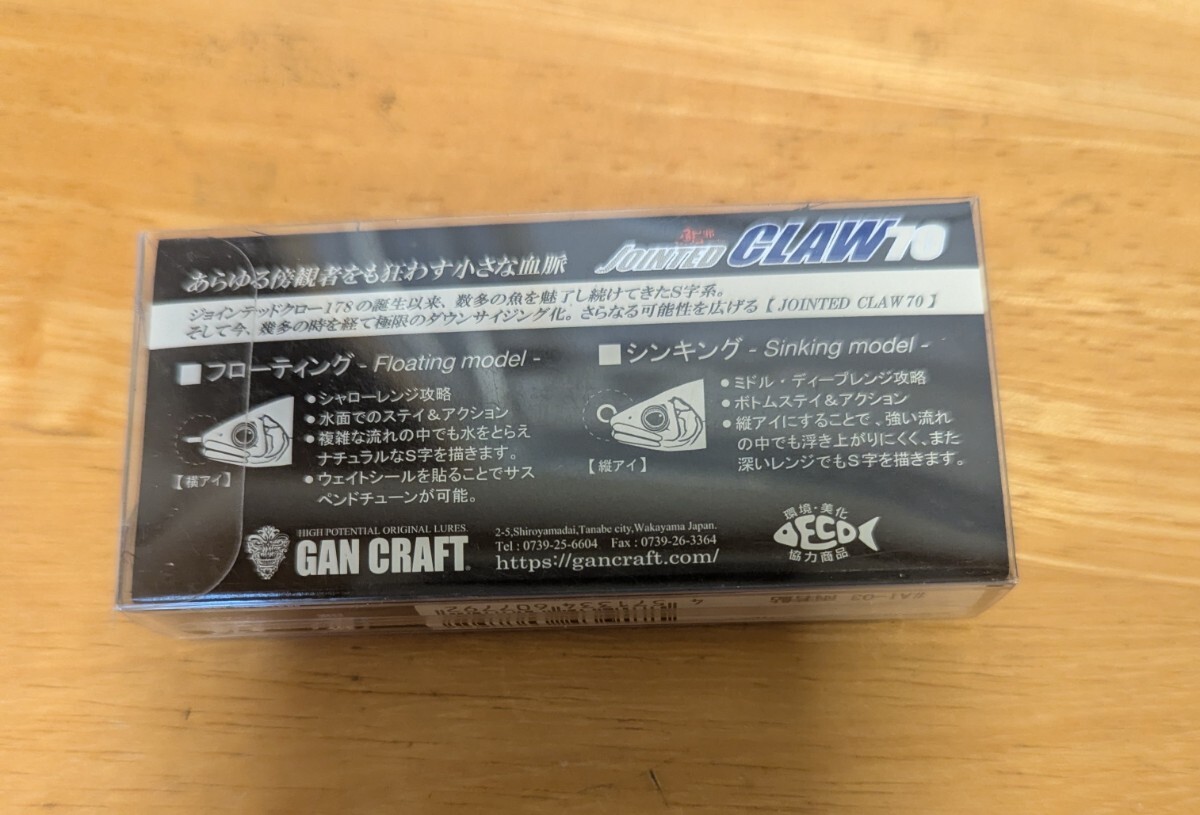 あらゆる傍観者をも狂わす小さな血脈
JOINTED CLAW 70
ジョインテッドクロー178の誕生以来、数多の魚を魅了し続けてきたS字系。
そして今、幾多の時を経て極限のダウンサイジング化。さらなる可能性を広げる【JOINTED CLAW 70】
■フローティング - Floating model -
●シャローレンジ攻略
●水面でのステイ&アクション
●複雑な流れの中でも水をとらえ
ナチュラルなS字を描きます。
●ウェイトシールを貼ることでサス
ペンドチューンが可能。
【横アイ】
■シンキング - Sinking model -
●ミドル・ディープレンジ攻略
●ボトムステイ&アクション
●縦アイにすることで、強い流れ
の中でも浮き上がりにくく、また
深いレンジでもS字を描きます。
【縦アイ】
HIGH POTENTIAL ORIGINAL LURES.
GAN CRAFT
2-5,Shiroyamadai,Tanabe city,Wakayama Japan.
Tel : 0739-25-6604 Fax : 0739-26-3364
https://gancraft.com/
環境・美化
ECO
協力商品